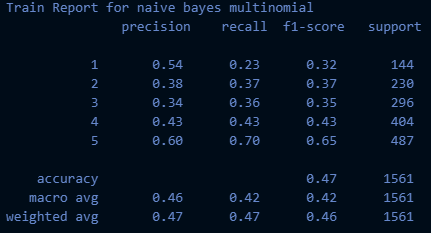 Train Report for naive bayes multinomial
precision recall f1-score support
1 0.54 0.23 0.32 144
2 0.38 0.37 0.37 230
3 0.34 0.36 0.35 296
4 0.43 0.43 0.43 404
5 0.60 0.70 0.65 487
accuracy 0.47 1561
macro avg 0.46 0.42 0.42 1561
weighted avg 0.47 0.47 0.46 1561